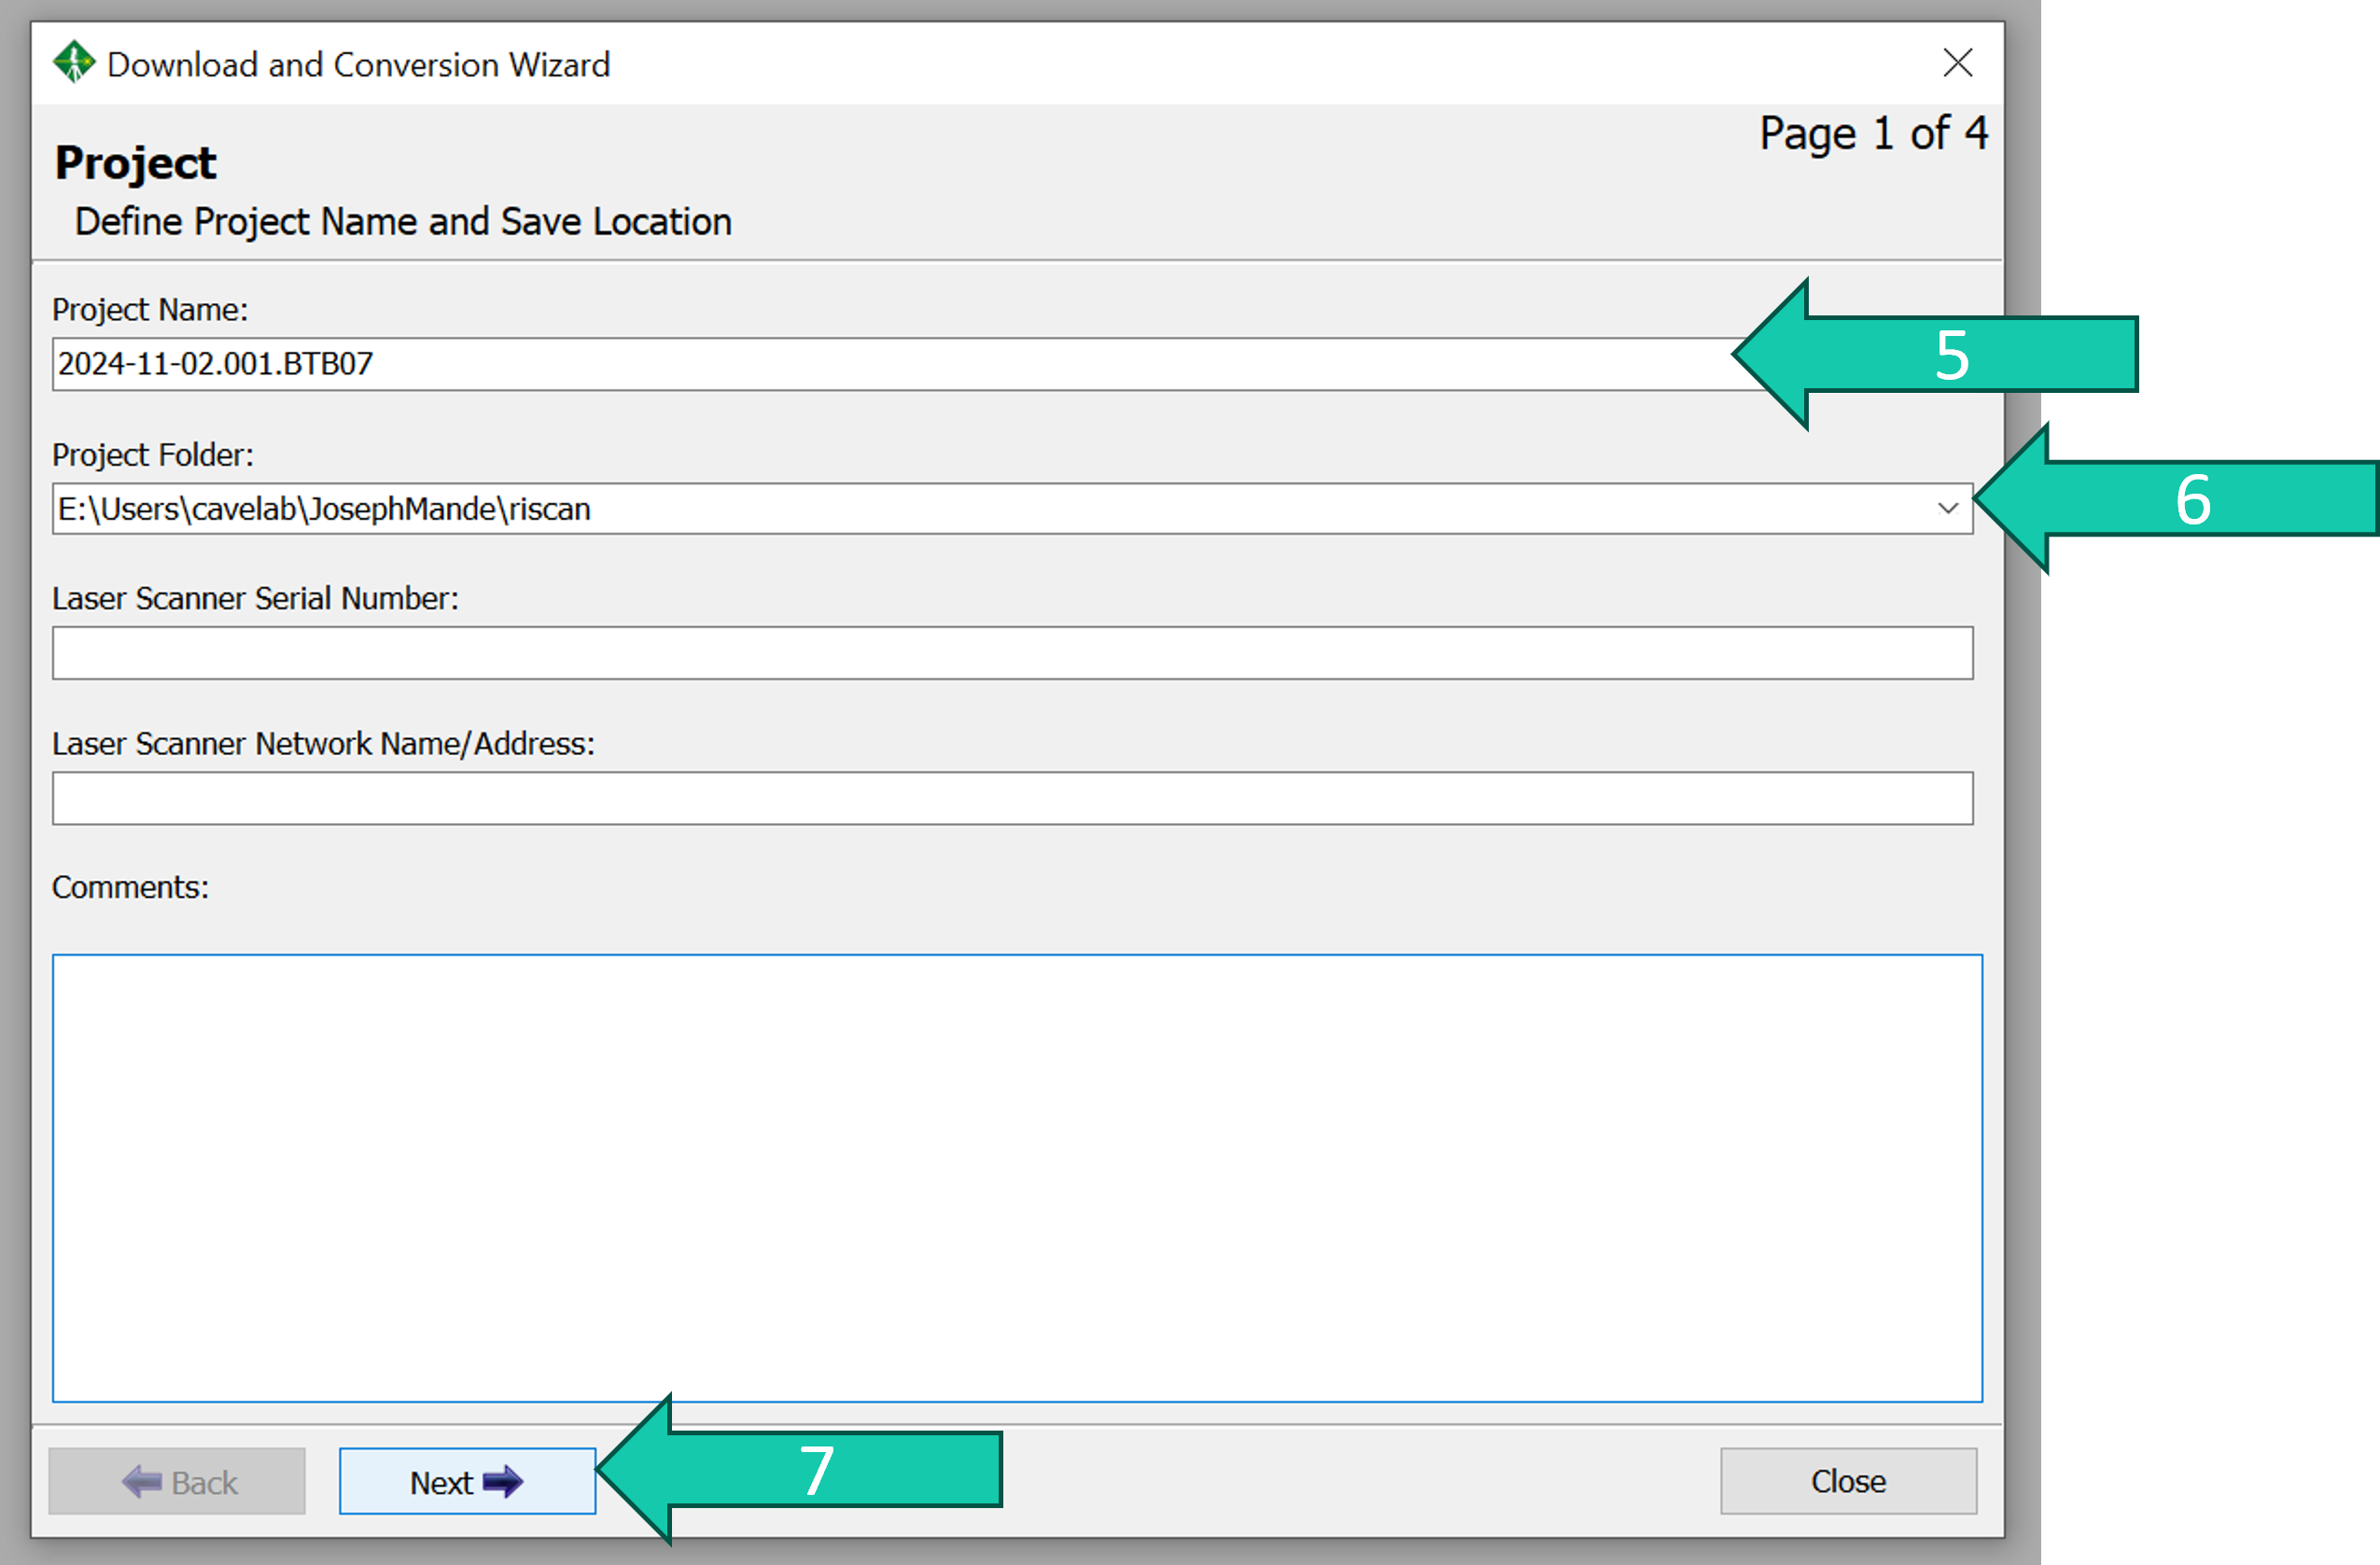 Download and Conversion Wizard
Page 1 of 4
Project
Define Project Name and Save Location
Project Name:
2024-11-02.001.BTB07
5
Project Folder:
E:\Users\cavelab\JosephMande\riscan
6
Laser Scanner Serial Number:
Laser Scanner Network Name/Address:
Comments:
Back
Next
7
Close